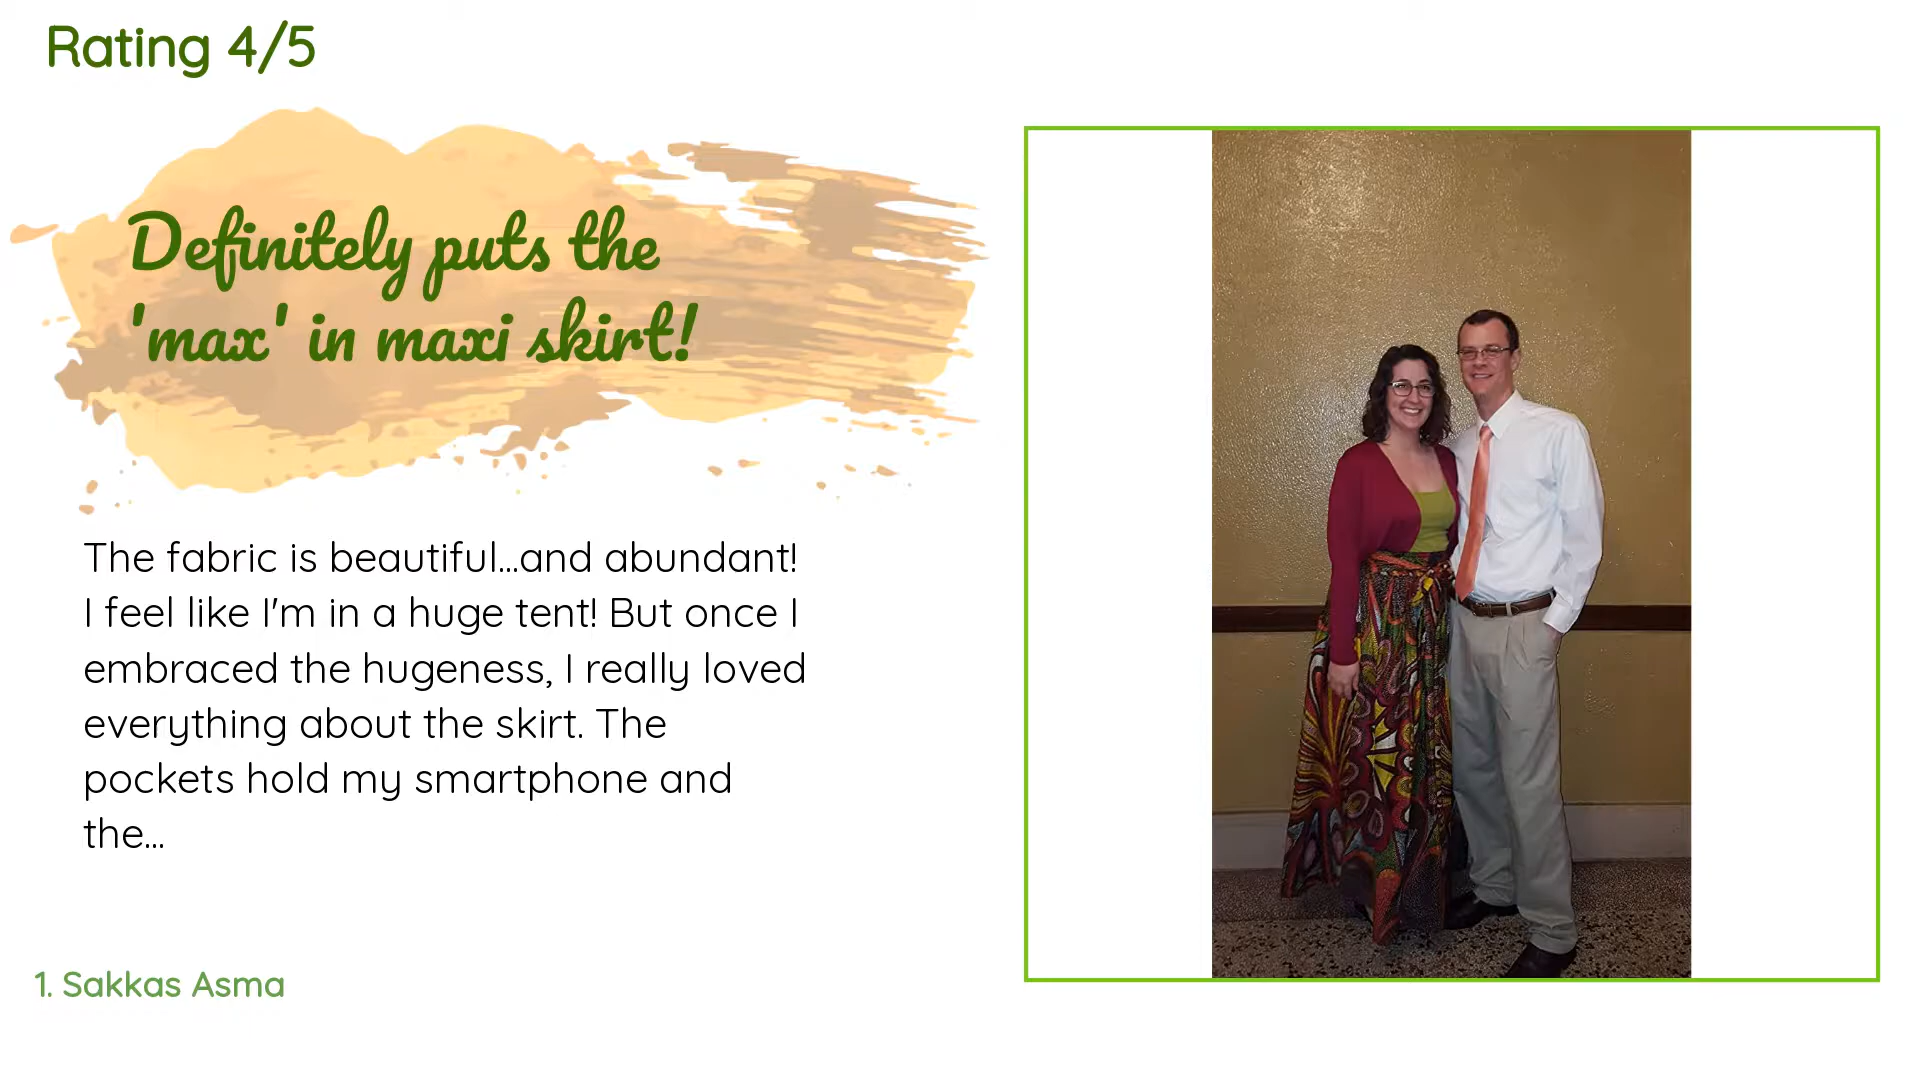 Rating 4/5
Definitely puts the
'max' in maxi skirt!
The fabric is beautiful...and abundant!
I feel like I'm in a huge tent! But once I
embraced the hugeness, I really loved
everything about the skirt. The
pockets hold my smartphone and
the...
1. Sakkas Asma